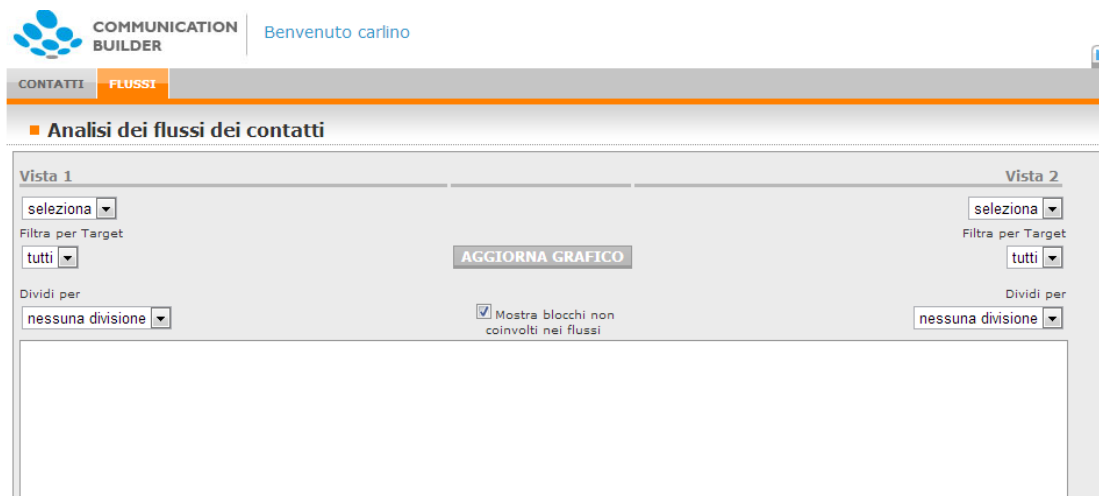 COMMUNICATION
BUILDER
Benvenuto carlino
CONTATTI FLUSSI
Analisi dei flussi dei contatti
Vista 1 Vista 2
seleziona seleziona
Filtra per Target Filtra per Target
tutti AGGIORNA GRAFICO tutti
Dividi per Dividi per
nessuna divisione Mostra blocchi non nessuna divisione
coinvolti nei flussi